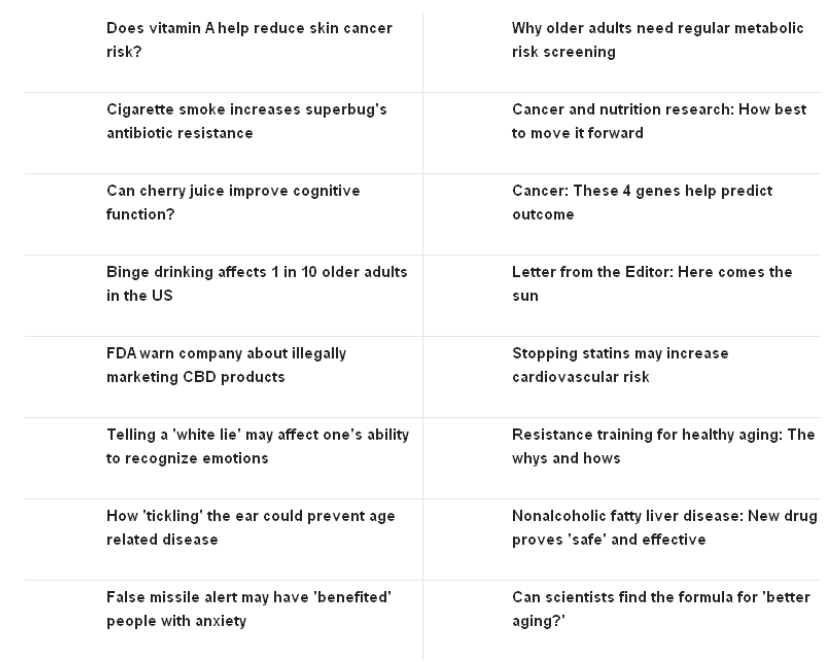 Does vitamin A help reduce skin cancer
risk?
Why older adults need regular metabolic
risk screening
Cigarette smoke increases superbug's
antibiotic resistance
Cancer and nutrition research: How best
to move it forward
Can cherry juice improve cognitive
function?
Cancer: These 4 genes help predict
outcome
Binge drinking affects 1 in 10 older adults
in the US
Letter from the Editor: Here comes the
sun
FDA warn company about illegally
marketing CBD products
Stopping statins may increase
cardiovascular risk
Telling a 'white lie' may affect one's ability
to recognize emotions
Resistance training for healthy aging: The
whys and hows
How 'tickling' the ear could prevent age
related disease
Nonalcoholic fatty liver disease: New drug
proves 'safe' and effective
False missile alert may have 'benefited'
people with anxiety
Can scientists find the formula for 'better
aging?'